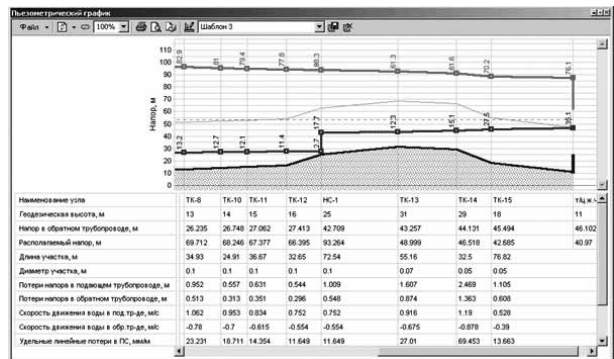 Пьезометрический график
Файл 100% Шаблон 3
Напор, м
110
100
90
80
70
60
50
40
30
20
10
0
82.9 81 79.4 77.8 61.3 61.6 70.2 76.1
13.2 12.7 12.1 11.4 2.7 17.7 12.3 15.1 27.5 35.1
Наименование узла ТК-8 ТК-10 ТК-11 ТК-12 НС-1 ТК-13 ТК-14 ТК-15
Геодезическая высота, м 13 14 15 16 25 31 29 18 11
Напор в обратном трубопроводе, м 26.235 26.748 27.062 27.413 42.709 43.257 44.131 45.494 46.102
Располагаемый напор, м 69.712 68.246 67.377 66.395 93.264 48.999 46.518 42.685 40.97
Длина участка, м 34.93 24.91 36.67 32.65 72.54 55.16 32.5 76.82
Диаметр участка, м 0.1 0.1 0.1 0.1 0.1 0.07 0.05 0.05
Потери напора в подающем трубопроводе, м 0.952 0.557 0.631 0.544 1.009 1.607 2.469 1.105
Потери напора в обратном трубопроводе, м 0.513 0.313 0.351 0.296 0.548 0.874 1.363 0.608
Скорость движения воды в под.тр-де, м/с 1.062 0.953 0.834 0.752 0.752 0.916 1.19 0.528
Скорость движения воды в обр.тр-де, м/с -0.78 -0.7 -0.615 -0.554 -0.554 -0.675 -0.878 -0.39
Удельные линейные потери в ПС, мм/м 23.231 18.711 14.354 11.649 11.649 27.01 69.453 13.663